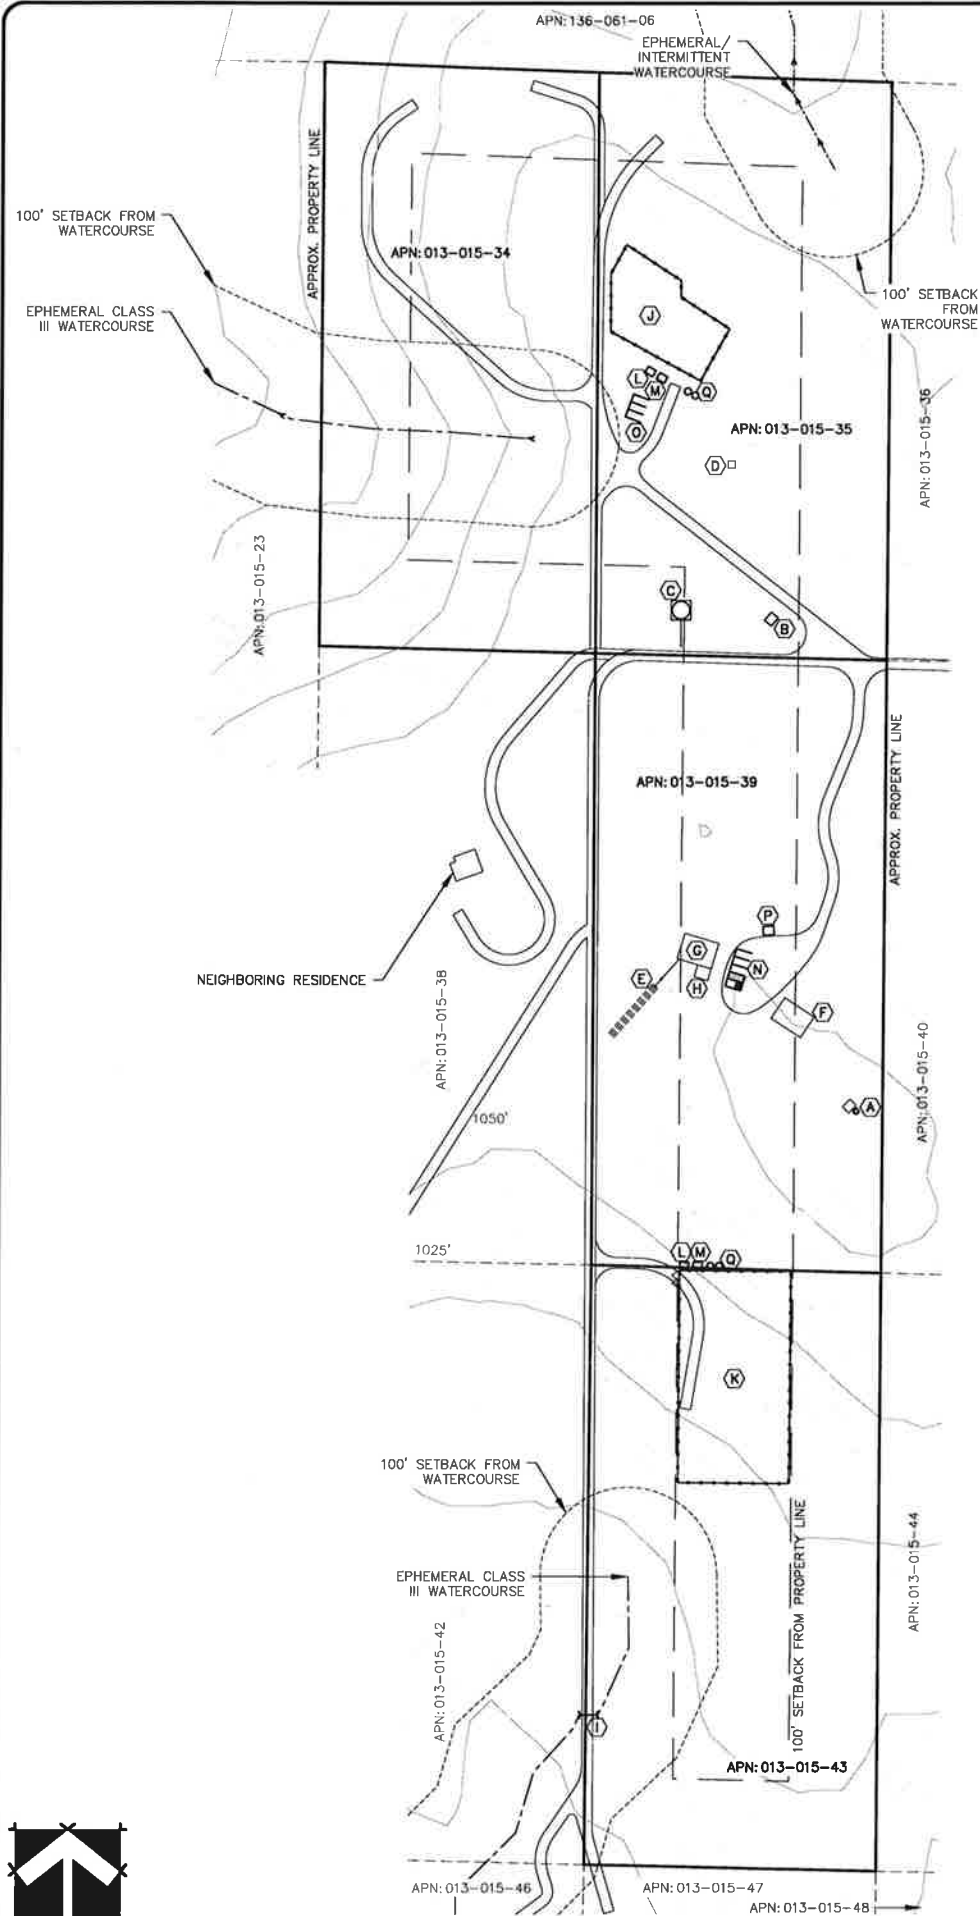 APN: 136-061-06
EPHEMERAL/
INTERMITTENT
WATERCOURSE
APPROX. PROPERTY LINE
100' SETBACK FROM
WATERCOURSE
APN: 013-015-34
EPHEMERAL CLASS
III WATERCOURSE
100' SETBACK
FROM
WATERCOURSE
J
L
M
Q
O
APN: 013-015-35
APN: 013-015-36
D
APN: 013-015-23
C
B
APN: 013-015-39
APPROX. PROPERTY LINE
D
P
G
N
E
H
NEIGHBORING RESIDENCE
F
APN: 013-015-38
APN: 013-015-40
A
1050'
1025'
L
M
Q
K
100' SETBACK FROM
WATERCOURSE
100' SETBACK FROM PROPERTY LINE
APN: 013-015-44
EPHEMERAL CLASS
III WATERCOURSE
APN: 013-015-42
I
APN: 013-015-43
APN: 013-015-46
APN: 013-015-47
APN: 013-015-48